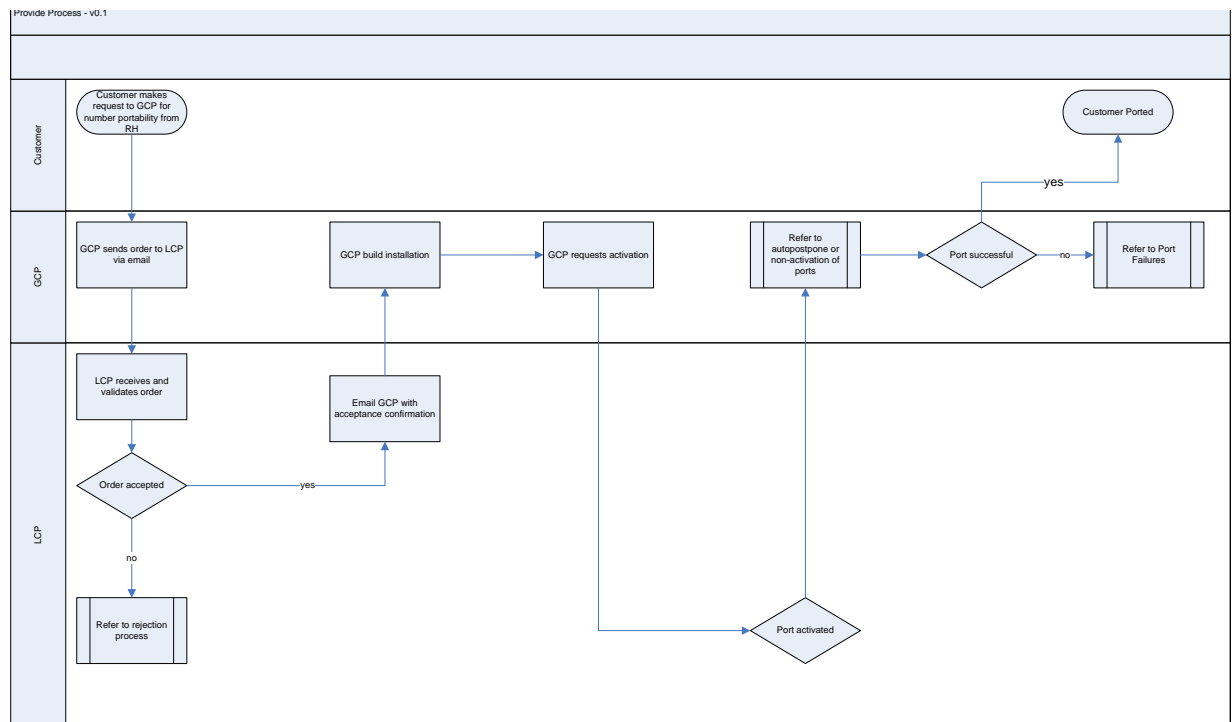 Provide Process - v0.1
Customer
Customer makes
request to GCP for
number portability from
RH
Customer Ported
yes
GCP
GCP sends order to LCP
via email
GCP build installation
GCP requests activation
Refer to
autopostpone or
non-activation of
ports
Port successful
no
Refer to Port
Failures
LCP
LCP receives and
validates order
Email GCP with
acceptance confirmation
Order accepted
yes
no
Refer to rejection
process
Port activated